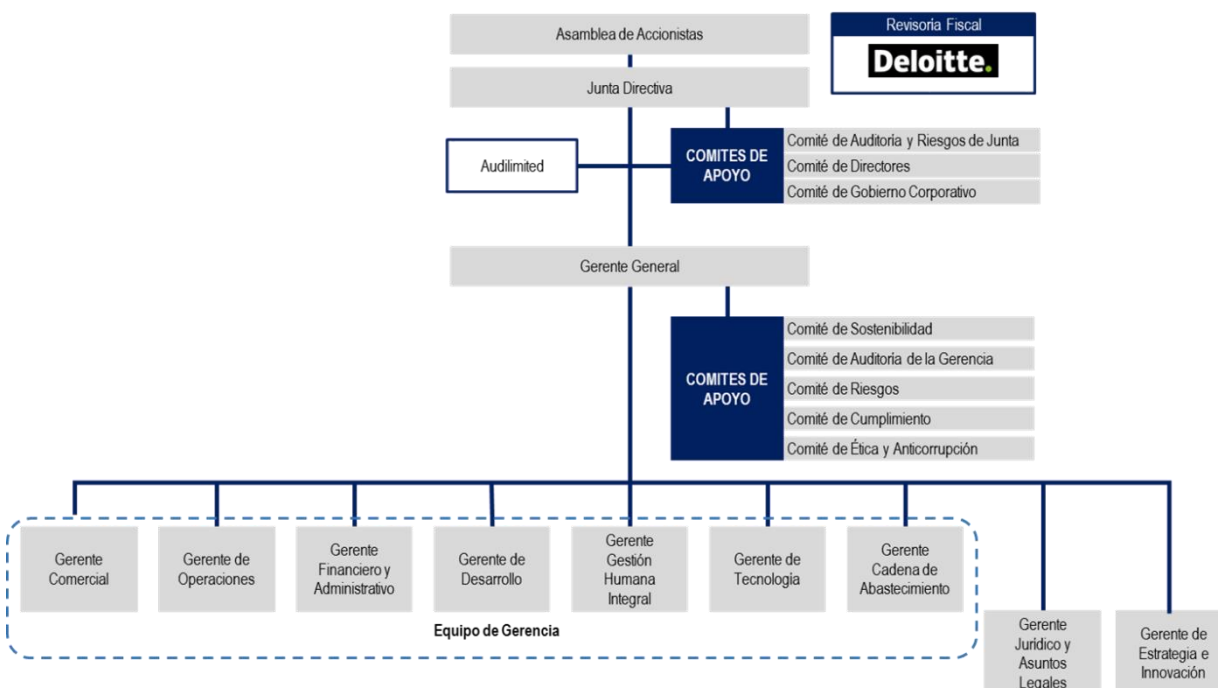 Asamblea de Accionistas
Revisoría Fiscal
Deloitte.
Junta Directiva
Audilimited
COMITES DE
APOYO
Comité de Auditoría y Riesgos de Junta
Comité de Directores
Comité de Gobierno Corporativo
Gerente General
COMITES DE
APOYO
Comité de Sostenibilidad
Comité de Auditoría de la Gerencia
Comité de Riesgos
Comité de Cumplimiento
Comité de Ética y Anticorrupción
Gerente
Comercial
Gerente de
Operaciones
Gerente
Financiero y
Administrativo
Gerente de
Desarrollo
Gerente
Gestión
Humana
Integral
Gerente de
Tecnología
Gerente
Cadena de
Abastecimiento
Equipo de Gerencia
Gerente
Jurídico y
Asuntos
Legales
Gerente de
Estrategia e
Innovación